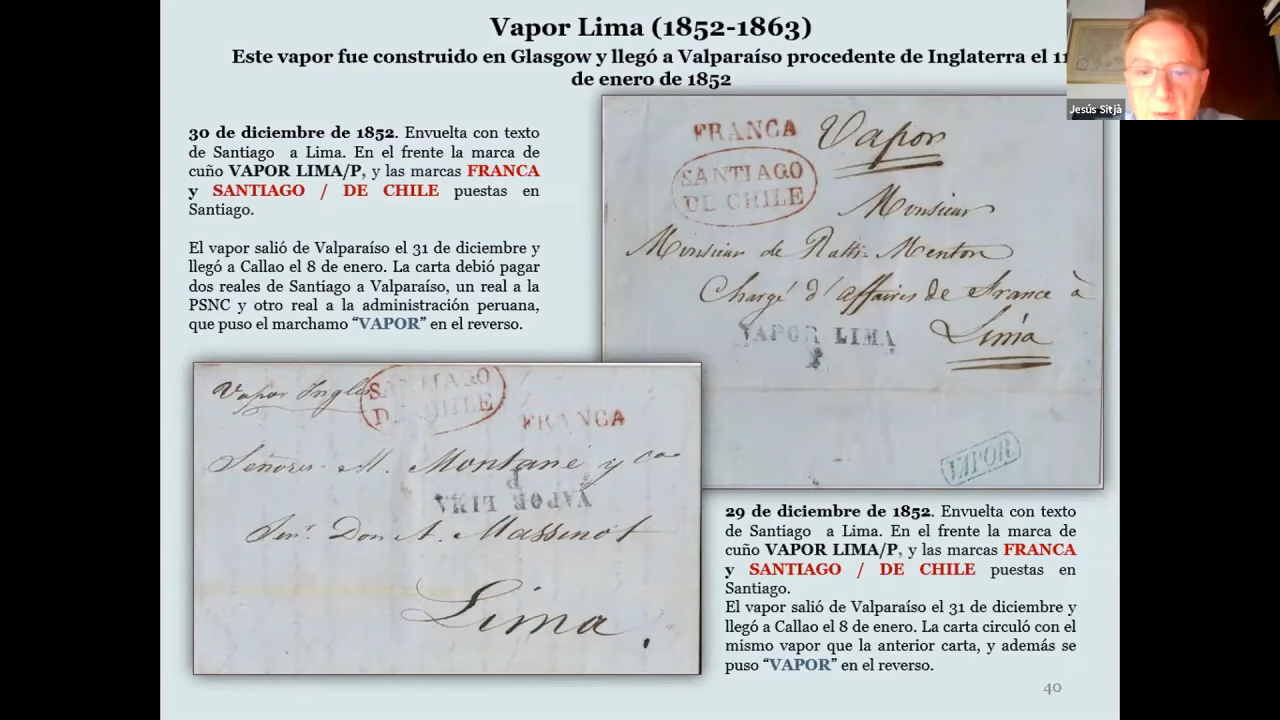 Vapor Lima (1852-1863)
Este vapor fue construido en Glasgow y llegó a Valparaíso procedente de Inglaterra el 11
de enero de 1852
Jesús Sitjà
30 de diciembre de 1852. Envuelta con texto
de Santiago a Lima. En el frente la marca de
cuño VAPOR LIMA/P, y las marcas FRANCA
y SANTIAGO / DE CHILE puestas en
Santiago.
El vapor salió de Valparaíso el 31 de diciembre y
llegó a Callao el 8 de enero. La carta debió pagar
dos reales de Santiago a Valparaíso, un real a la
PSNC y otro real a la administración peruana,
que puso el marchamo “VAPOR” en el reverso.
FRANCA
Vapor
SANTIAGO
DE CHILE
Monsieur
Monsieur de Ratti-Menton
Chargé d'affaires de France à
Lima
VAPOR LIMA
P
VAPOR
Vapor Ingles
SANTIAGO
DE CHILE
FRANCA
Señores M. Montané y Ca
P
VAPOR LIMA
Senr. Don A. Massenot
Lima.
29 de diciembre de 1852. Envuelta con texto
de Santiago a Lima. En el frente la marca de
cuño VAPOR LIMA/P, y las marcas FRANCA
y SANTIAGO / DE CHILE puestas en
Santiago.
El vapor salió de Valparaíso el 31 de diciembre y
llegó a Callao el 8 de enero. La carta circuló con el
mismo vapor que la anterior carta, y además se
puso “VAPOR” en el reverso.
40